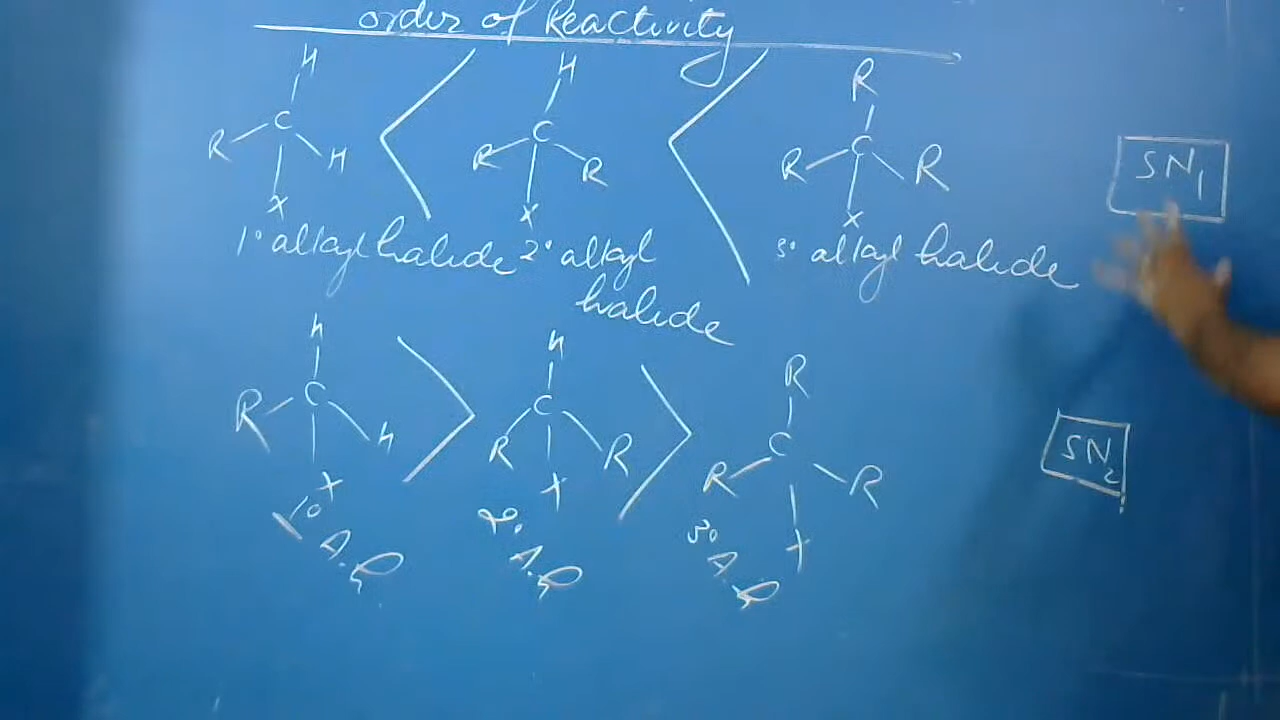 order of Reactivity
H H R
R C H < R C R < R C R
X X X
SN1
1° alkyl halide 2° alkyl halide 3° alkyl halide
H H R
R C H > R C R > R C R
X X X
SN2
1° 2° 3°
A. A. A.